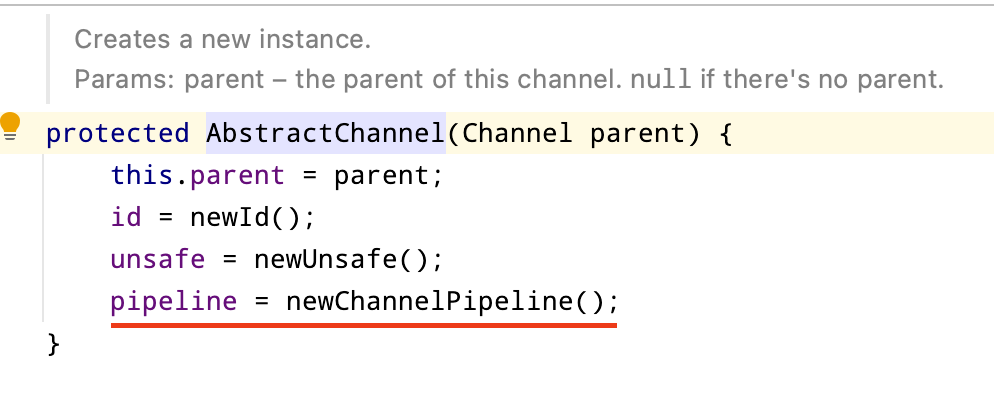 Creates a new instance.
Params: parent – the parent of this channel. null if there's no parent.
protected AbstractChannel(Channel parent) {
this.parent = parent;
id = newId();
unsafe = newUnsafe();
pipeline = newChannelPipeline();
}